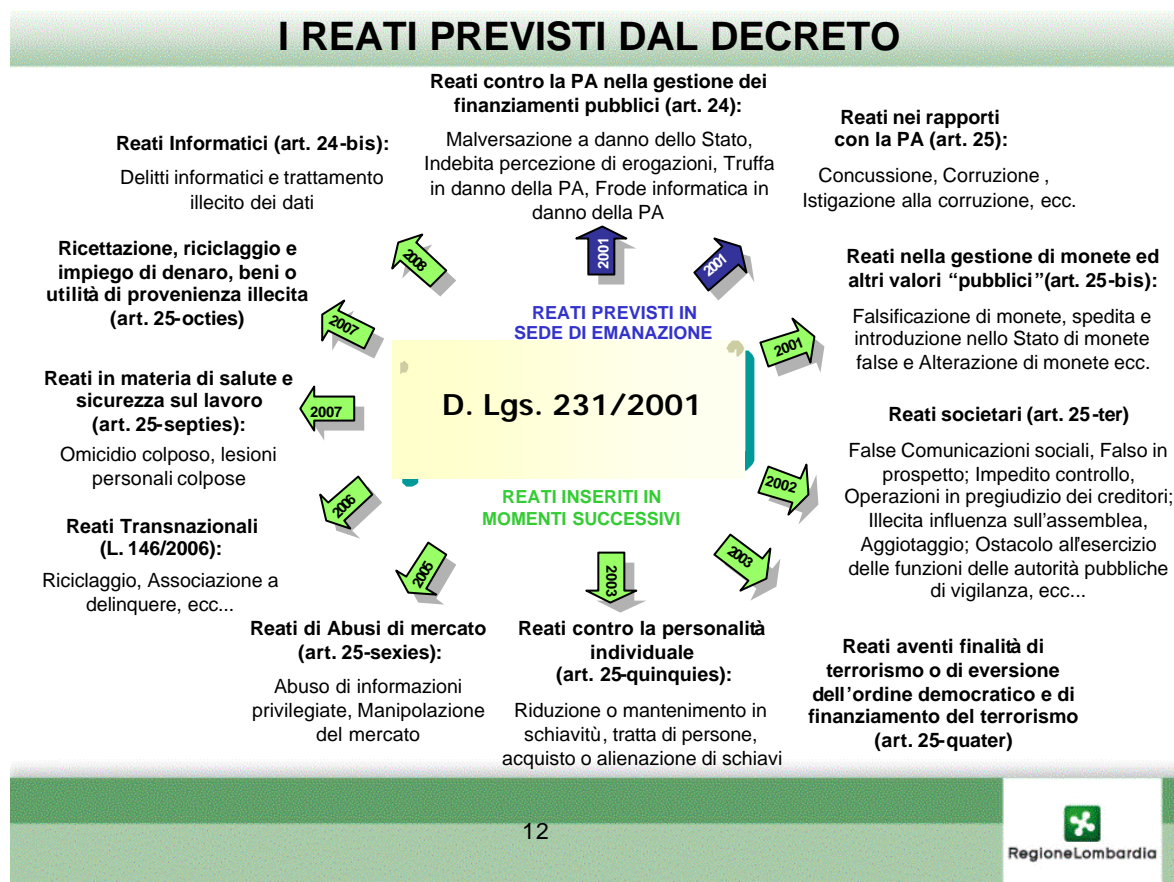 I REATI PREVISTI DAL DECRETO
Reati contro la PA nella gestione dei
finanziamenti pubblici (art. 24):
Malversazione a danno dello Stato,
Indebita percezione di erogazioni, Truffa
in danno della PA, Frode informatica in
danno della PA
2001
Reati nei rapporti
con la PA (art. 25):
Concussione, Corruzione ,
Istigazione alla corruzione, ecc.
2001
Reati nella gestione di monete ed
altri valori “pubblici”(art. 25-bis):
Falsificazione di monete, spedita e
introduzione nello Stato di monete
false e Alterazione di monete ecc.
2001
Reati societari (art. 25-ter)
False Comunicazioni sociali, Falso in
prospetto; Impedito controllo,
Operazioni in pregiudizio dei creditori;
Illecita influenza sull'assemblea,
Aggiotaggio; Ostacolo all'esercizio
delle funzioni delle autorità pubbliche
di vigilanza, ecc...
2002
Reati aventi finalità di
terrorismo o di eversione
dell'ordine democratico e di
finanziamento del terrorismo
(art. 25-quater)
2003
Reati contro la personalità
individuale
(art. 25-quinquies):
Riduzione o mantenimento in
schiavitù, tratta di persone,
acquisto o alienazione di schiavi
2003
Reati di Abusi di mercato
(art. 25-sexies):
Abuso di informazioni
privilegiate, Manipolazione
del mercato
2005
Reati Transnazionali
(L. 146/2006):
Riciclaggio, Associazione a
delinquere, ecc...
2006
Reati in materia di salute e
sicurezza sul lavoro
(art. 25-septies):
Omicidio colposo, lesioni
personali colpose
2007
Ricettazione, riciclaggio e
impiego di denaro, beni o
utilità di provenienza illecita
(art. 25-octies)
2007
Reati Informatici (art. 24-bis):
Delitti informatici e trattamento
illecito dei dati
2008
REATI PREVISTI IN
SEDE DI EMANAZIONE
D. Lgs. 231/2001
REATI INSERITI IN
MOMENTI SUCCESSIVI
12
RegioneLombardia